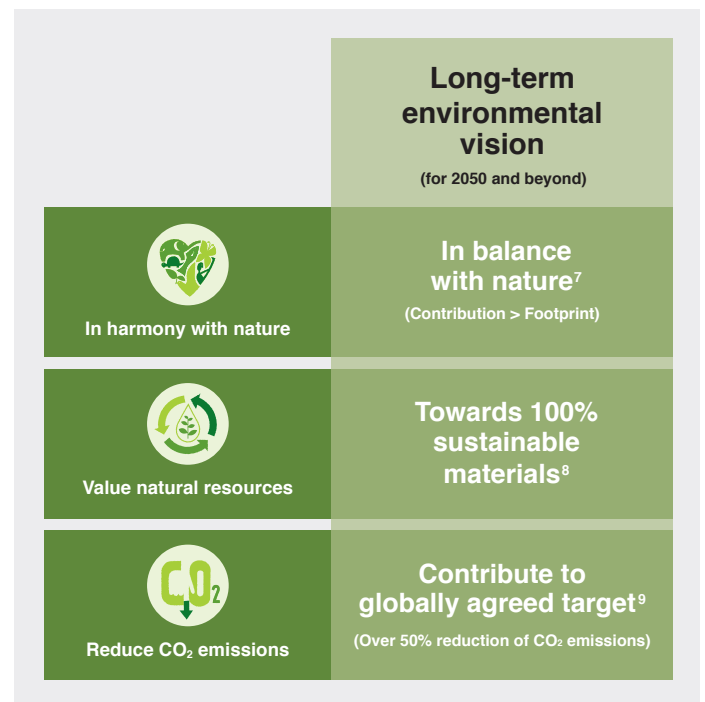 Long-term
environmental
vision
(for 2050 and beyond)
In harmony with nature
In balance
with nature⁷
(Contribution > Footprint)
Value natural resources
Towards 100%
sustainable
materials⁸
CO₂
Reduce CO₂ emissions
Contribute to
globally agreed target⁹
(Over 50% reduction of CO₂ emissions)